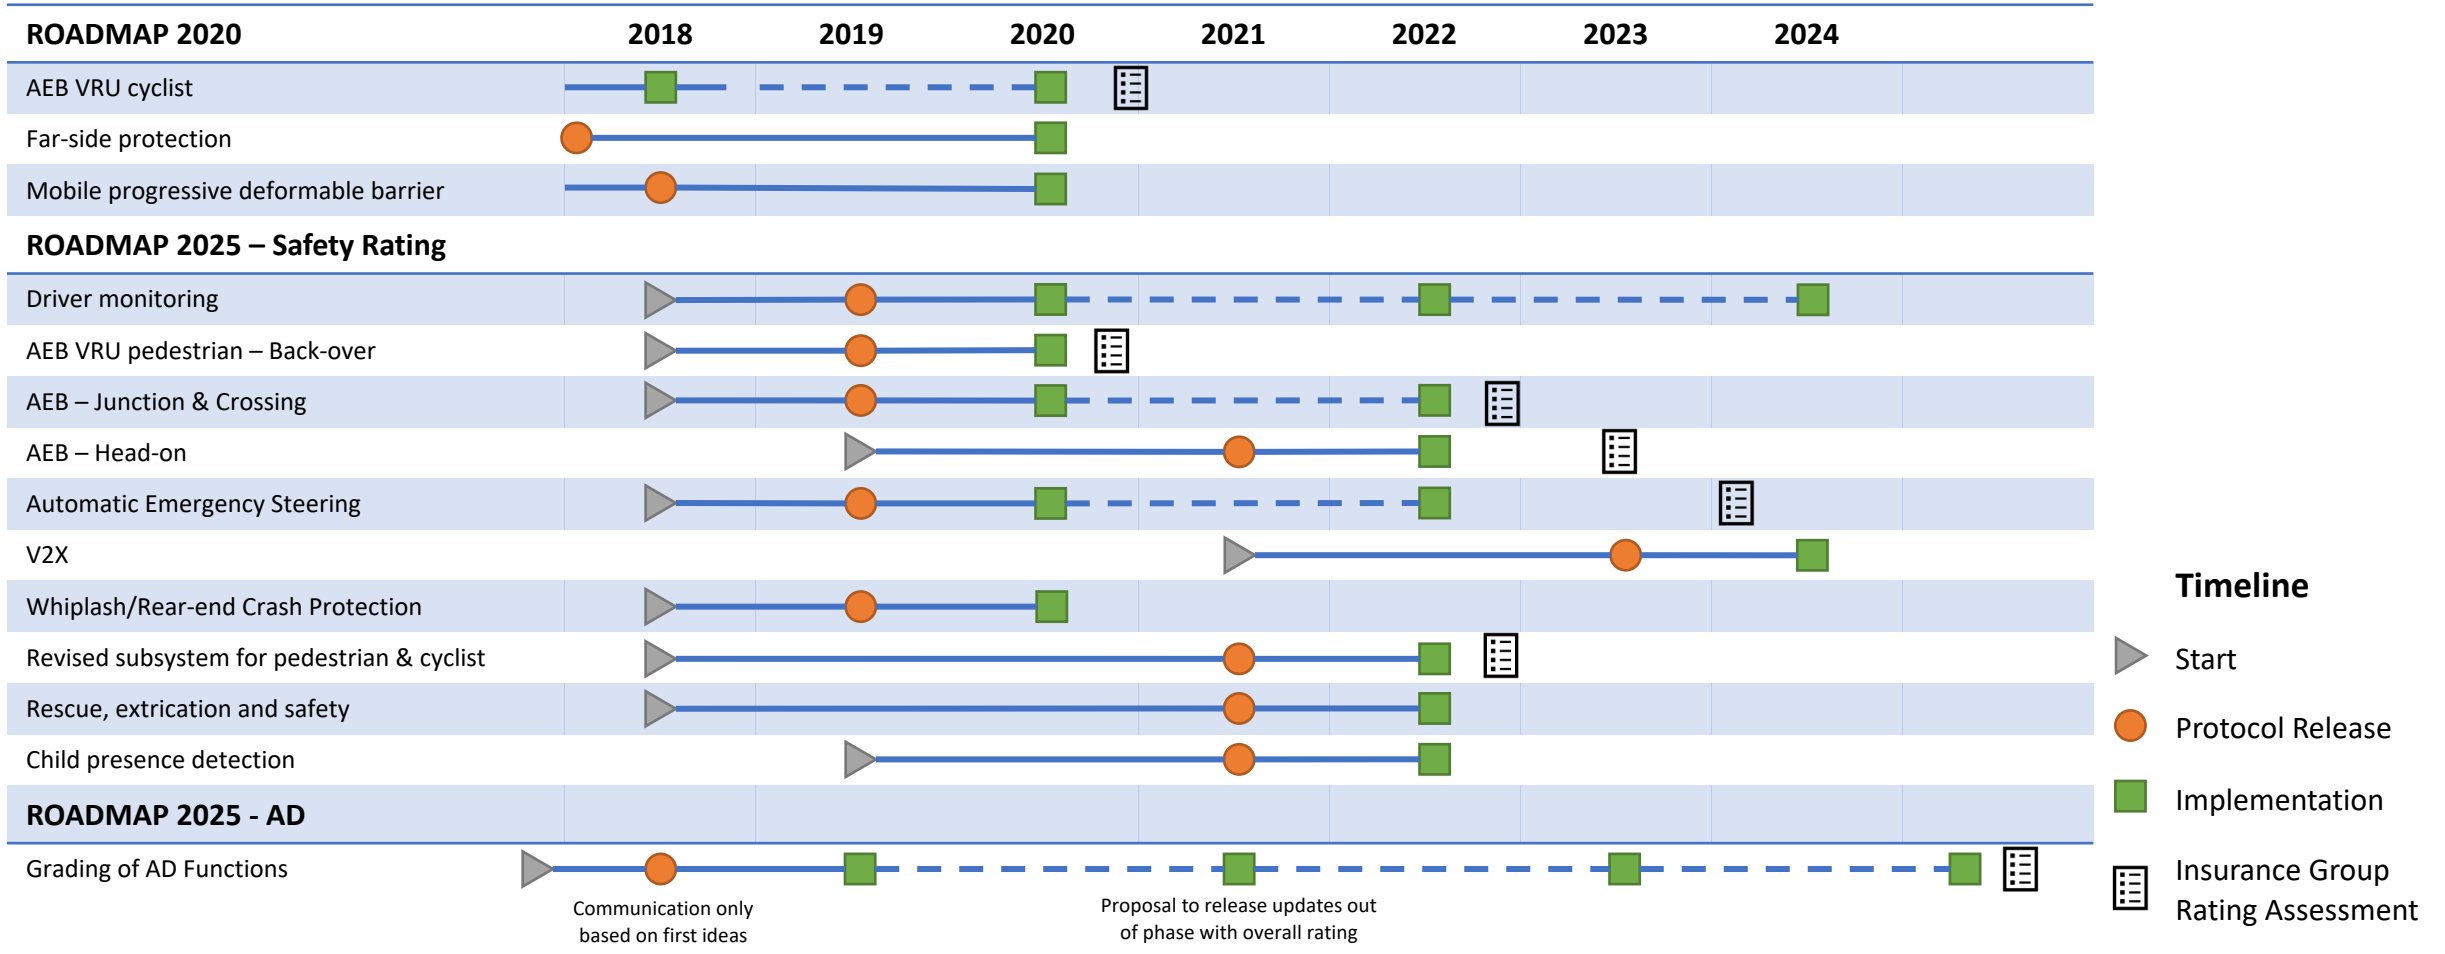 ROADMAP 2020 2018 2019 2020 2021 2022 2023 2024
AEB VRU cyclist
Far-side protection
Mobile progressive deformable barrier
ROADMAP 2025 – Safety Rating
Driver monitoring
AEB VRU pedestrian – Back-over
AEB – Junction & Crossing
AEB – Head-on
Automatic Emergency Steering
V2X
Whiplash/Rear-end Crash Protection
Revised subsystem for pedestrian & cyclist
Rescue, extrication and safety
Child presence detection
ROADMAP 2025 - AD
Grading of AD Functions
Communication only
based on first ideas
Proposal to release updates out
of phase with overall rating
Timeline
Start
Protocol Release
Implementation
Insurance Group
Rating Assessment